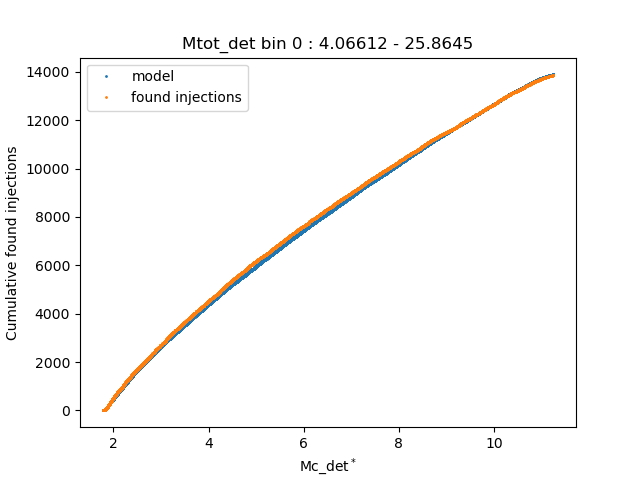 Mtot_det bin 0 : 4.06612 - 25.8645
model
found injections
14000
12000
10000
8000
6000
4000
2000
0
Cumulative found injections
2 4 6 8 10
Mc_det*